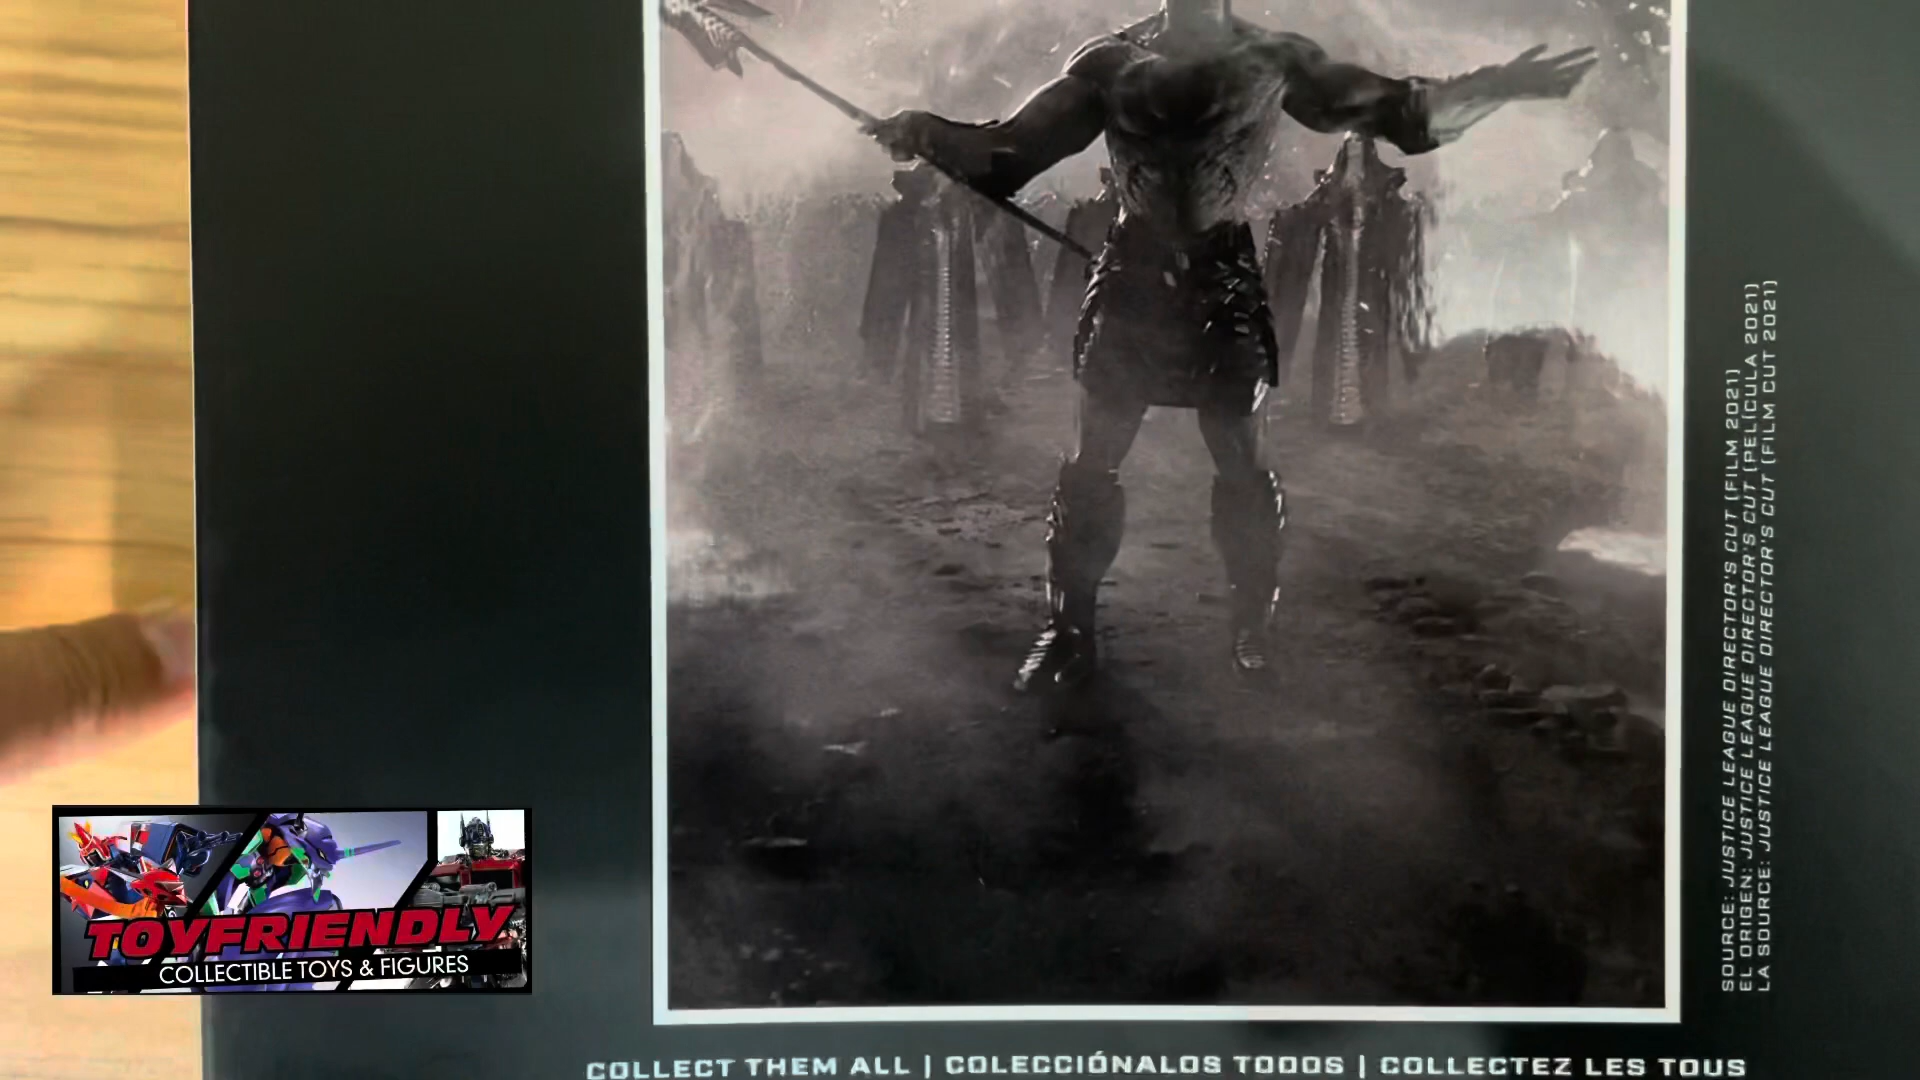 SOURCE: JUSTICE LEAGUE DIRECTOR'S CUT (FILM 2021)
EL ORIGEN: JUSTICE LEAGUE DIRECTOR'S CUT (PELÍCULA 2021)
LA SOURCE: JUSTICE LEAGUE DIRECTOR'S CUT (FILM CUT 2021)
TOYFRIENDLY
COLLECTIBLE TOYS & FIGURES
COLLECT THEM ALL | COLECCIÓNALOS TODOS | COLLECTEZ LES TOUS